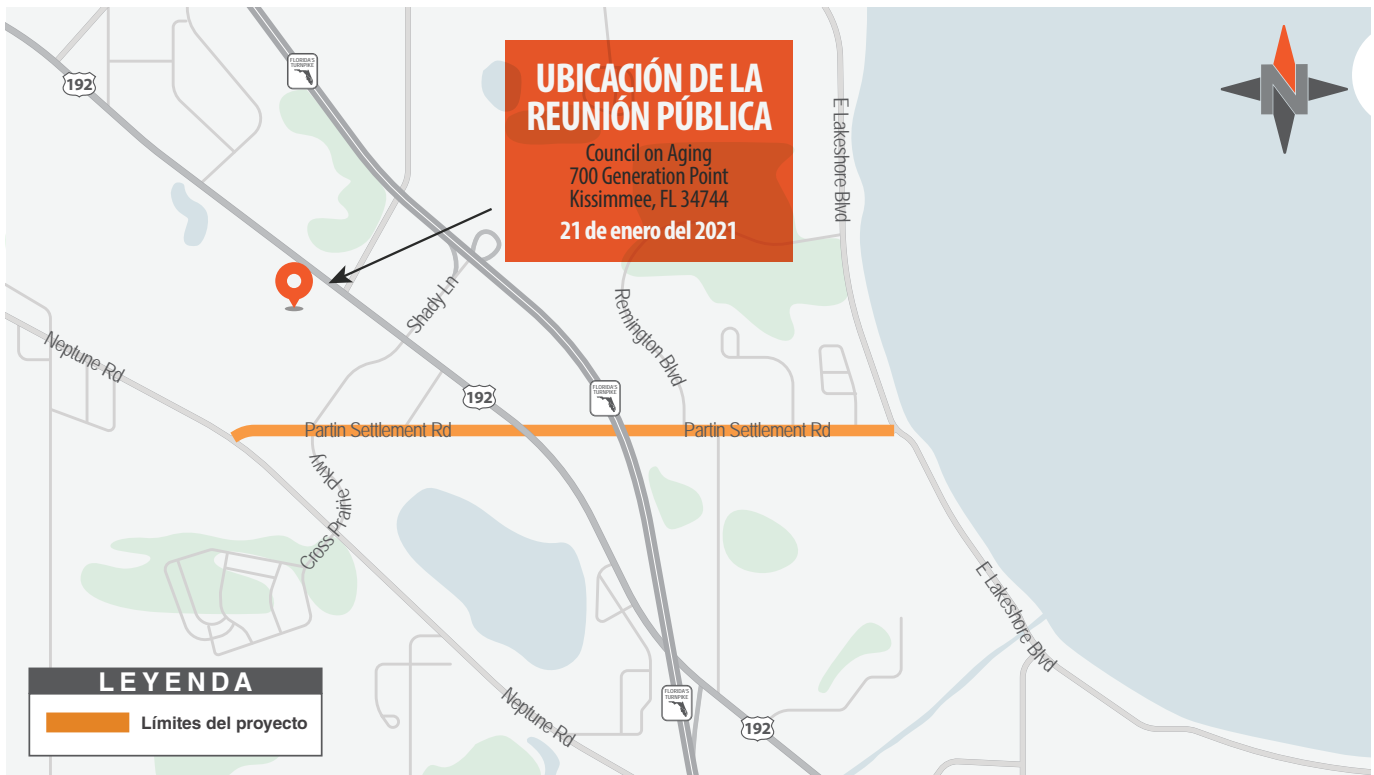 192
FLORIDA'S
TURNPIKE
UBICACIÓN DE LA
REUNIÓN PÚBLICA
Council on Aging
700 Generation Point
Kissimmee, FL 34744
21 de enero del 2021
N
E Lakeshore Blvd
Shady Ln
Remington Blvd
Neptune Rd
192
FLORIDA'S
TURNPIKE
Partin Settlement Rd
Partin Settlement Rd
Cross Prairie Pkwy
E Lakeshore Blvd
Neptune Rd
FLORIDA'S
TURNPIKE
192
LEYENDA
Límites del proyecto